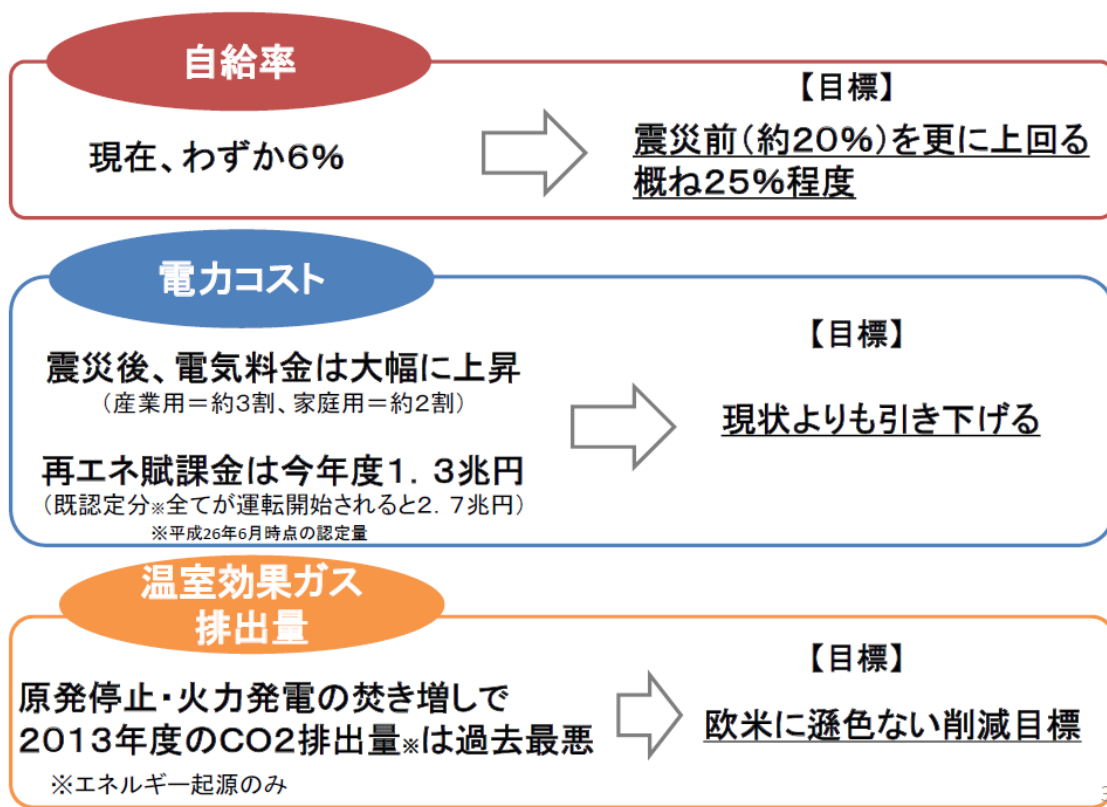 自給率
現在、わずか6%
【目標】
震災前(約20%)を更に上回る
概ね25%程度
電力コスト
震災後、電気料金は大幅に上昇
(産業用=約3割、家庭用=約2割)
再エネ賦課金は今年度1.3兆円
(既認定分※全てが運転開始されると2.7兆円)
※平成26年6月時点の認定量
【目標】
現状よりも引き下げる
温室効果ガス
排出量
原発停止・火力発電の焚き増しで
2013年度のCO2排出量※は過去最悪
※エネルギー起源のみ
【目標】
欧米に遜色ない削減目標
3